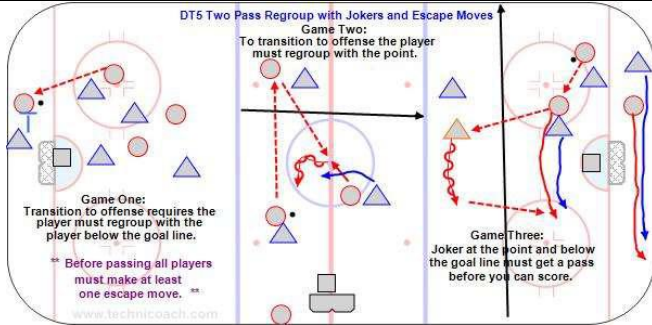 DT5 Two Pass Regroup with Jokers and Escape Moves
Game Two:
To transition to offense the player
must regroup with the point.
Game One:
Transition to offense requires the
player must regroup with the
player below the goal line.
** Before passing all players
must make at least
one escape move. **
Game Three:
Joker at the point and below
the goal line must get a pass
before you can score.
www.technicoach.com